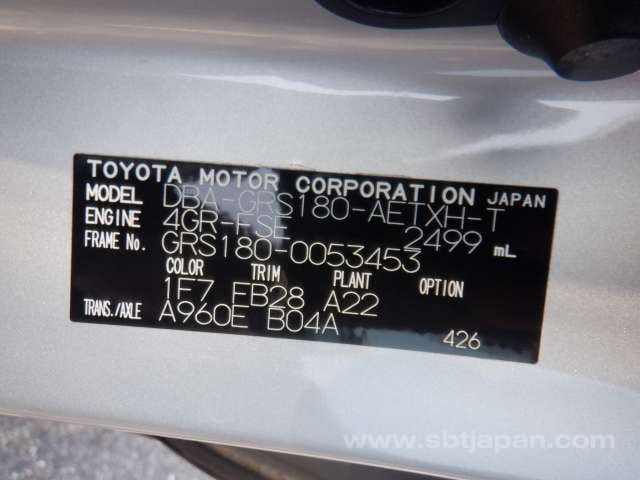 TOYOTA MOTOR CORPORATION JAPAN
MODEL DBA-GRS180-AETXH-T
ENGINE 4GR-FSE 2499 mL
FRAME No. GRS180-0053453
COLOR TRIM PLANT OPTION
1F7 FB28 A22
TRANS./AXLE A960E B04A
426
www.sbtjapan.com